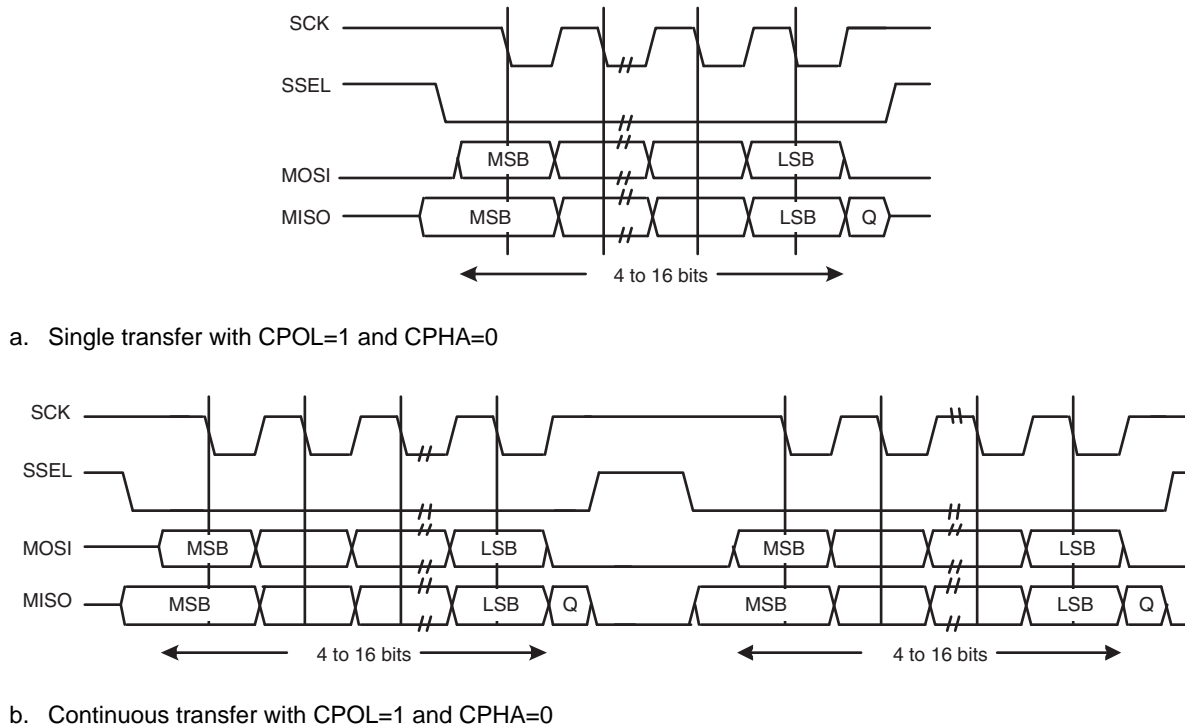 SCK
SSEL
MOSI MSB LSB
MISO MSB LSB Q
4 to 16 bits
a. Single transfer with CPOL=1 and CPHA=0
SCK
SSEL
MOSI MSB LSB MSB LSB
MISO MSB LSB Q MSB LSB Q
4 to 16 bits 4 to 16 bits
b. Continuous transfer with CPOL=1 and CPHA=0